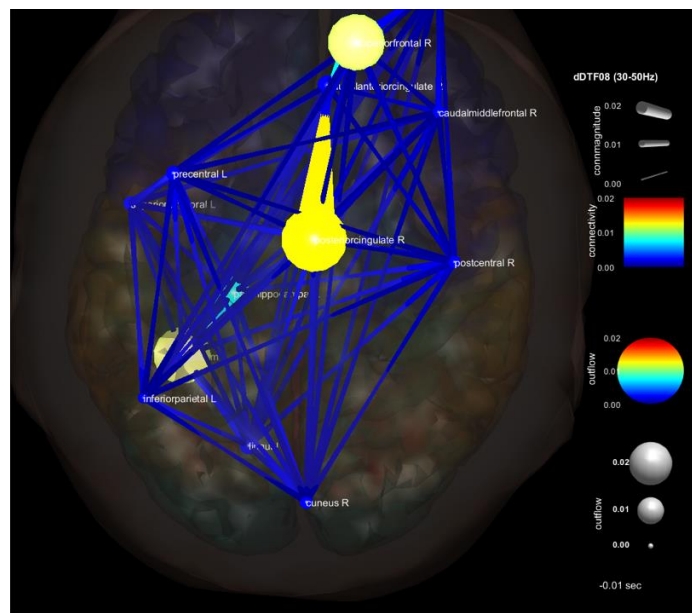 caudalmiddlefrontal R
precentral L
postcentral R
inferiorparietal L
cuneus R
dDTF08 (30-50Hz)
connmagnitude
0.02
0.01
0.00
connectivity
0.02
0.01
0.00
outflow
0.02
0.01
0.00
outflow
0.02
0.01
0.00
-0.01 sec